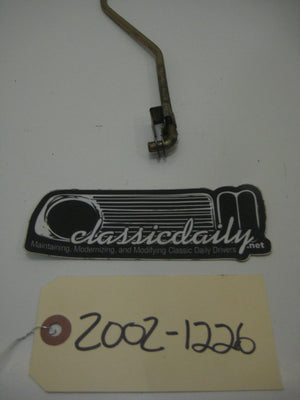 classicdaily
.net
Maintaining, Modernizing, and Modifying Classic Daily Drivers
2002-1226